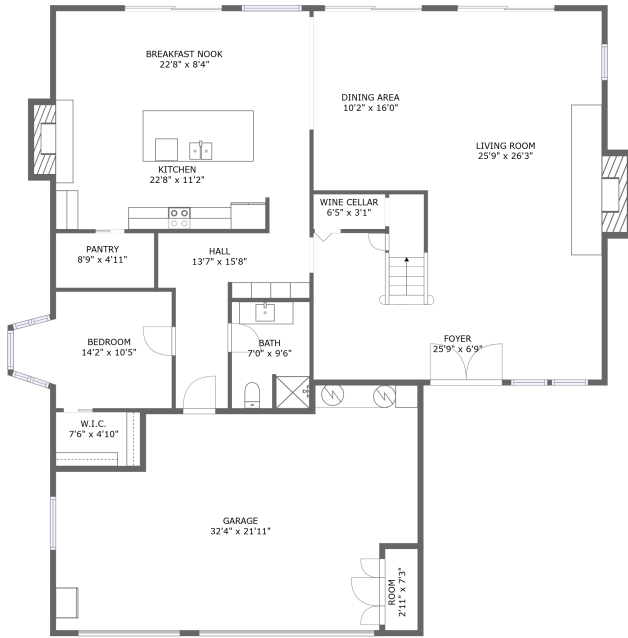 BREAKFAST NOOK
22'8" x 8'4"
DINING AREA
10'2" x 16'0"
LIVING ROOM
25'9" x 26'3"
KITCHEN
22'8" x 11'2"
WINE CELLAR
6'5" x 3'1"
PANTRY
8'9" x 4'11"
HALL
13'7" x 15'8"
BEDROOM
14'2" x 10'5"
BATH
7'0" x 9'6"
FOYER
25'9" x 6'9"
W.I.C.
7'6" x 4'10"
GARAGE
32'4" x 21'11"
ROOM
2'11" x 7'3"